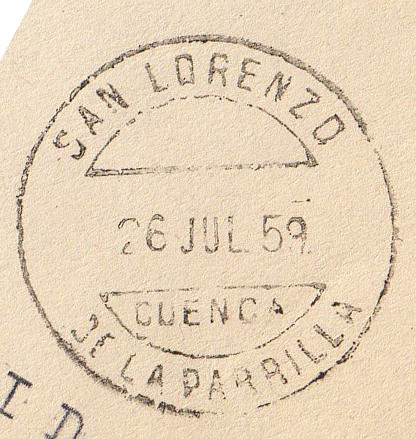 SAN LORENZO
26 JUL 59
CUENCA
DE LA PARRILLA